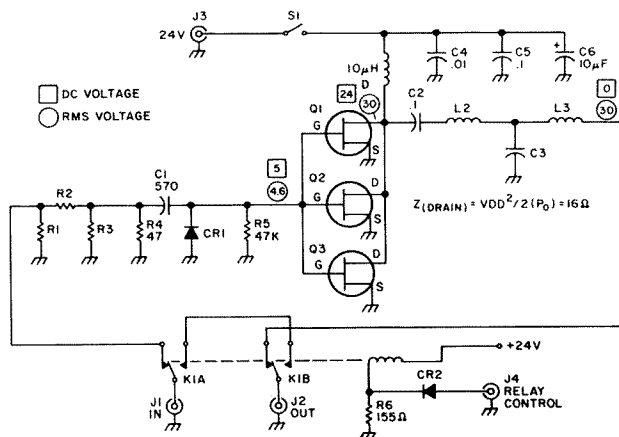 J3
24V
S1
10µH
C4
.01
C5
.1
+
C6
10µF
DC VOLTAGE
RMS VOLTAGE
24
D
30
C2
.1
L2
L3
0
30
Q1
G
S
C3
5
4.6
Q2
G
D
S
Z(DRAIN) = VDD²/2(PO) = 16Ω
C1
570
R2
R1
R3
R4
47
CR1
R5
47K
Q3
G
D
S
+24V
K1A
K1B
J1
IN
J2
OUT
CR2
J4
RELAY
CONTROL
R6
155Ω